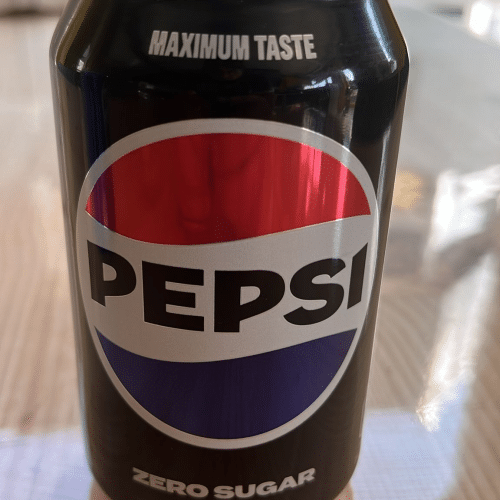 MAXIMUM TASTE
PEPSI
ZERO SUGAR